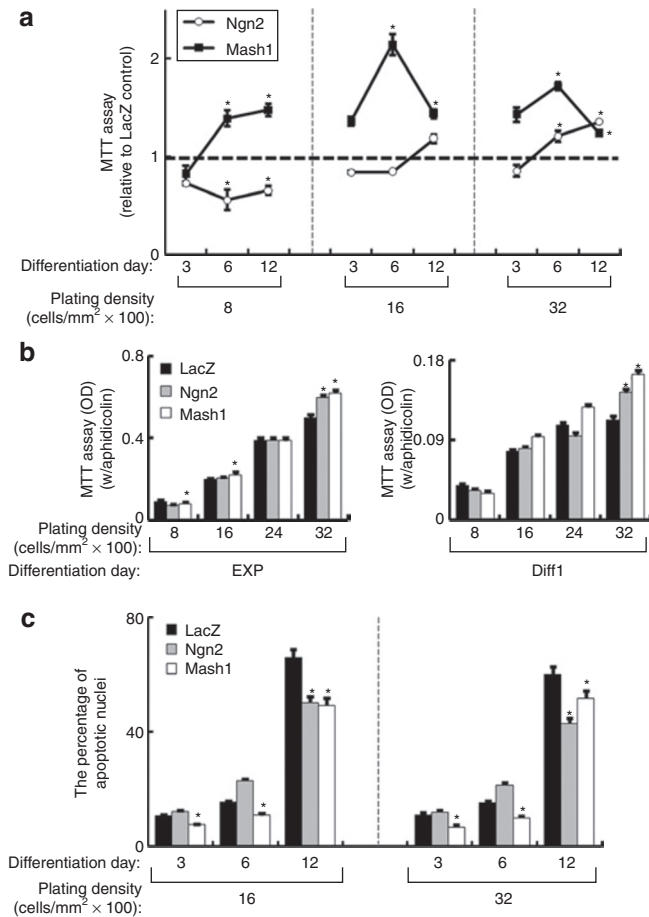 a
Ngn2
Mash1
MTT assay
(relative to LacZ control)
2
1
0
* * * * * * * *
Differentiation day: 3 6 12 3 6 12 3 6 12
Plating density
(cells/mm² × 100): 8 16 32
b
MTT assay (OD)
(w/aphidicolin)
0.8
0.4
0
LacZ
Ngn2
Mash1
* * * *
MTT assay (OD)
(w/aphidicolin)
0.18
0.09
0
* *
Plating density
(cells/mm² × 100): 8 16 24 32 8 16 24 32
Differentiation day: EXP Diff1
c
The percentage of
apoptotic nuclei
80
40
0
LacZ
Ngn2
Mash1
* * * * * * * *
Differentiation day: 3 6 12 3 6 12
Plating density
(cells/mm² × 100): 16 32